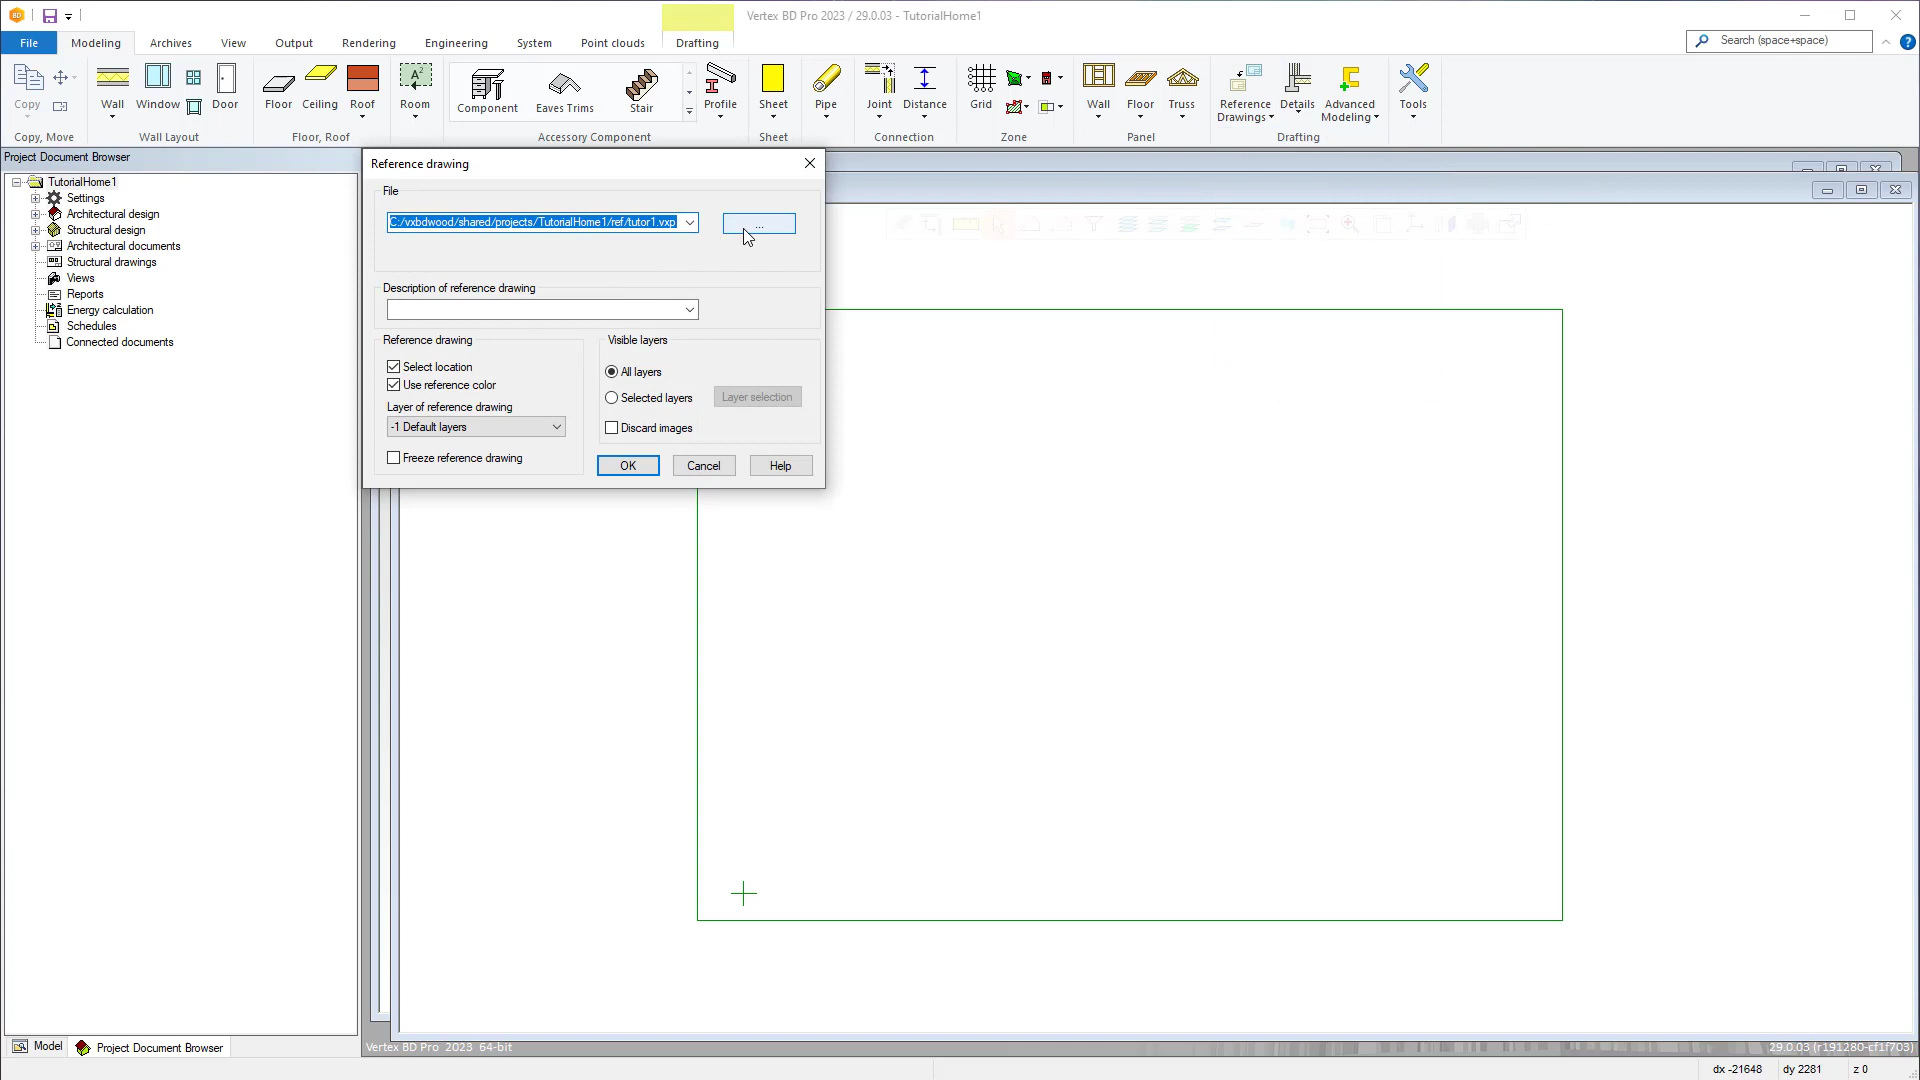 Vertex BD Pro 2023 / 29.0.03 - TutorialHome1
File
Modeling
Archives
View
Output
Rendering
Engineering
System
Point clouds
Drafting
Search (space+space)
Copy
Wall
Window
Door
Floor
Ceiling
Roof
Room
Component
Eaves Trims
Stair
Profile
Sheet
Pipe
Joint
Distance
Grid
Wall
Floor
Truss
Reference
Drawings
Details
Advanced
Modeling
Tools
Copy, Move
Wall Layout
Floor, Roof
Accessory Component
Sheet
Connection
Zone
Panel
Drafting
Project Document Browser
TutorialHome1
Settings
Architectural design
Structural design
Architectural documents
Structural drawings
Views
Reports
Energy calculation
Schedules
Connected documents
Reference drawing
File
C:/vxbdwood/shared/projects/TutorialHome1/ref/tutor1.vxp
...
Description of reference drawing
Reference drawing
Select location
Use reference color
Layer of reference drawing
-1 Default layers
Freeze reference drawing
Visible layers
All layers
Selected layers
Layer selection
Discard images
OK
Cancel
Help
Model
Project Document Browser
Vertex BD Pro 2023 64-bit
29.0.03 (r191280-cf1f703)
dx -21648
dy 2281
z 0